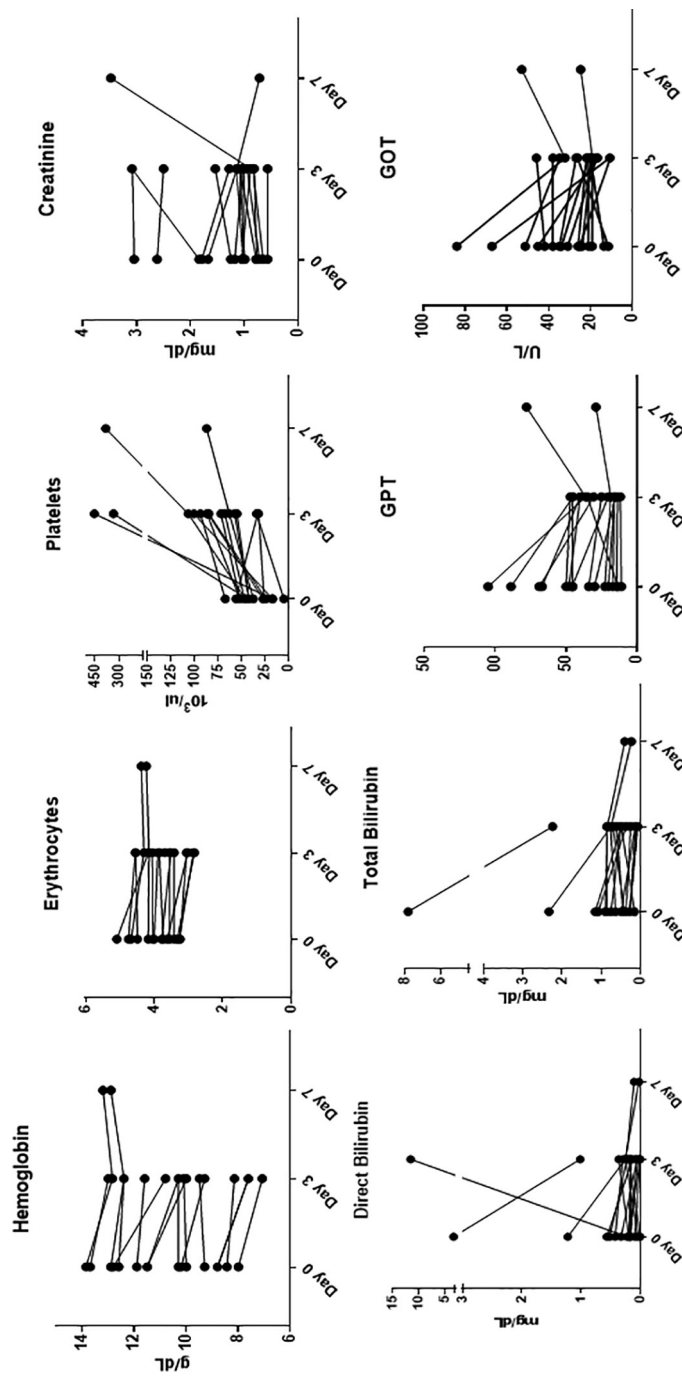 Hemoglobin
g/dL
14
12
10
8
6
Day 0
Day 3
Day 7
Erythrocytes
6
4
2
0
Day 0
Day 3
Day 7
Platelets
10³/ul
450
300
150
100
75
50
25
0
Day 0
Day 3
Day 7
Creatinine
mg/dL
4
3
2
1
0
Day 0
Day 3
Day 7
Direct Bilirubin
mg/dL
15
10
5
3
2
1
0
Day 0
Day 3
Day 7
Total Bilirubin
mg/dL
8
6
4
2
1
0
Day 0
Day 3
Day 7
GPT
50
00
50
0
Day 0
Day 3
Day 7
GOT
U/L
100
80
60
40
20
0
Day 0
Day 3
Day 7